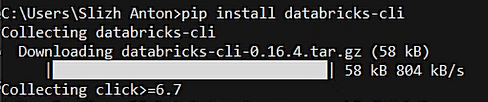 C:\Users\Slizh Anton>pip install databricks-cli
Collecting databricks-cli
Downloading databricks-cli-0.16.4.tar.gz (58 kB)
| | 58 kB 804 kB/s
Collecting click>=6.7